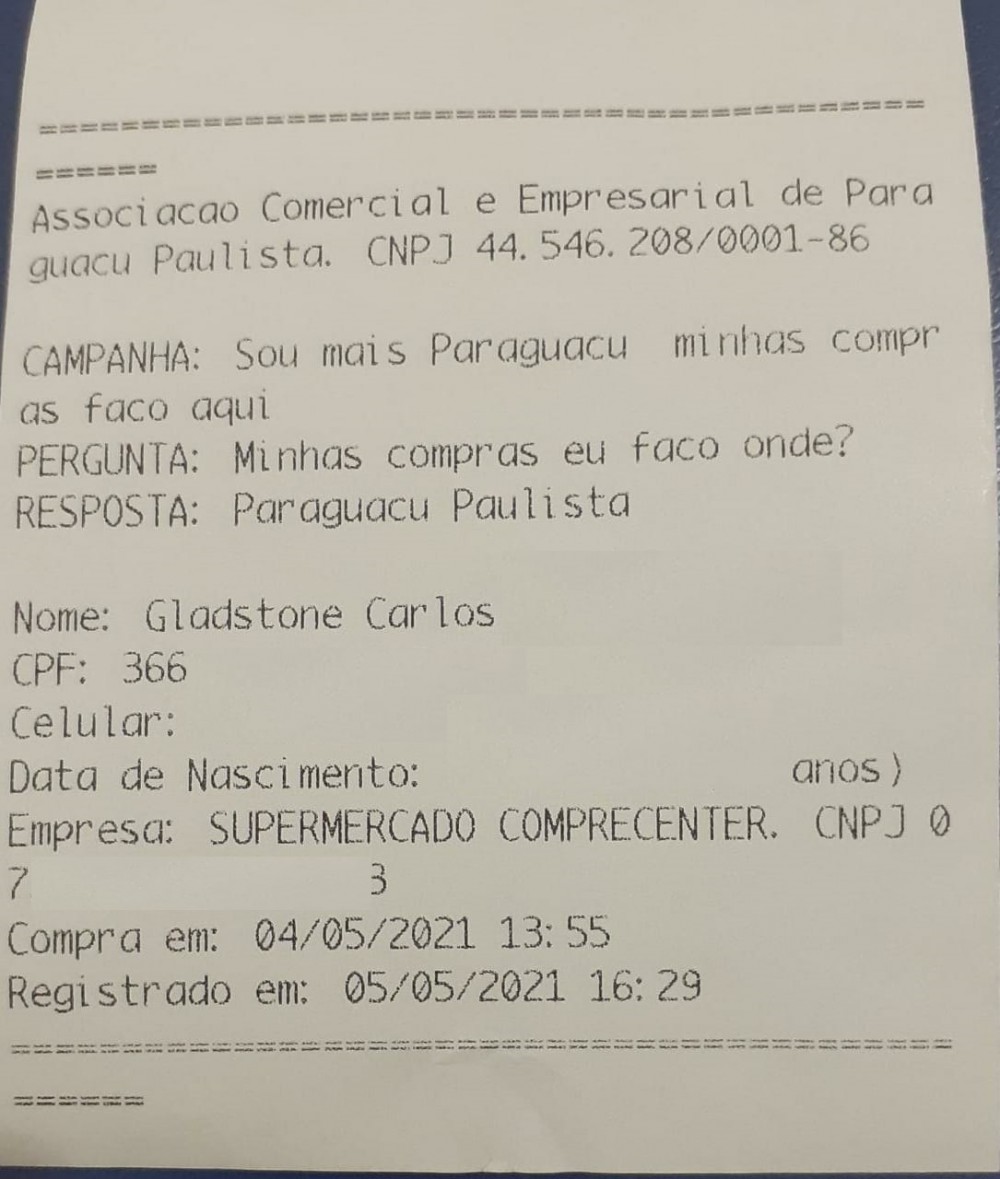 ===========================================
======
Associacao Comercial e Empresarial de Para
guacu Paulista. CNPJ 44.546.208/0001-86
CAMPANHA: Sou mais Paraguacu  minhas compr
as faco aqui
PERGUNTA: Minhas compras eu faco onde?
RESPOSTA: Paraguacu Paulista
Nome: Gladstone Carlos
CPF: 366
Celular:
Data de Nascimento: anos)
Empresa: SUPERMERCADO COMPRECENTER. CNPJ 0
7 3
Compra em: 04/05/2021 13:55
Registrado em: 05/05/2021 16:29
===========================================
======